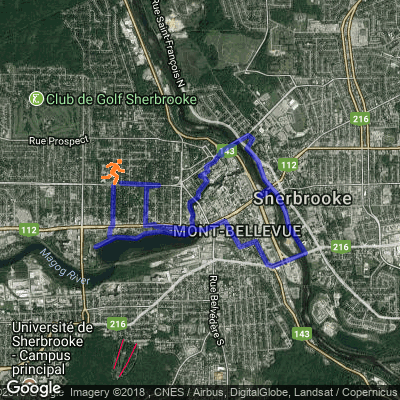 Rue Saint-François N
Club de Golf Sherbrooke
216
Rue Prospect
143
112
Sherbrooke
112
MONT-BELLEVUE
216
Magog River
Rue Belvédère S
Université de
Sherbrooke -
Campus
principal
216
143
Google
Imagery ©2018 , CNES / Airbus, DigitalGlobe, Landsat / Copernicus